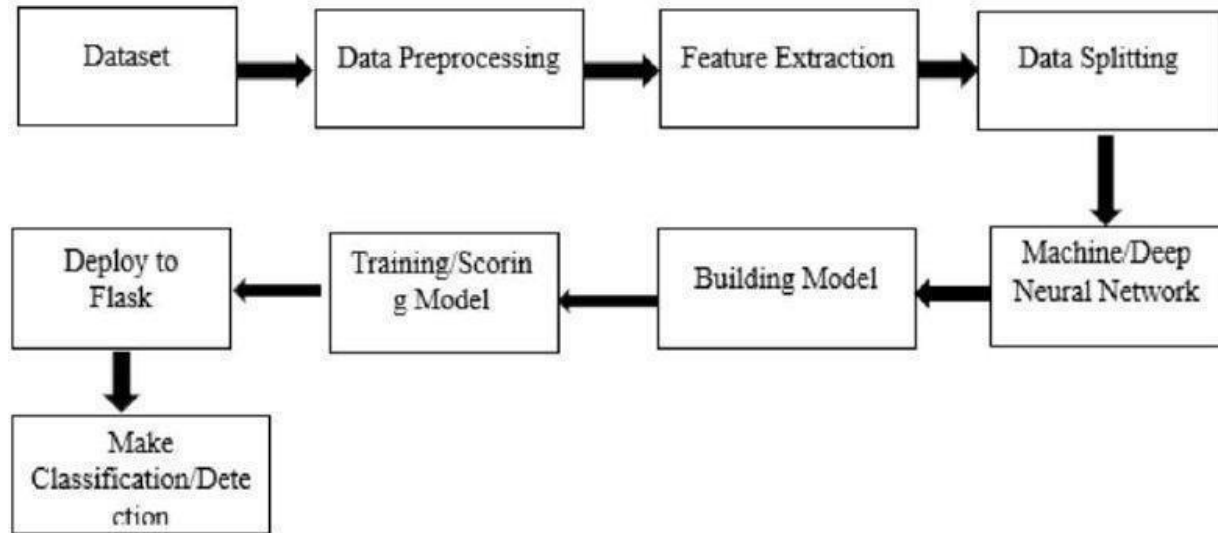 Dataset
Data Preprocessing
Feature Extraction
Data Splitting
Machine/Deep
Neural Network
Building Model
Training/Scorin
g Model
Deploy to
Flask
Make
Classification/Dete
ction